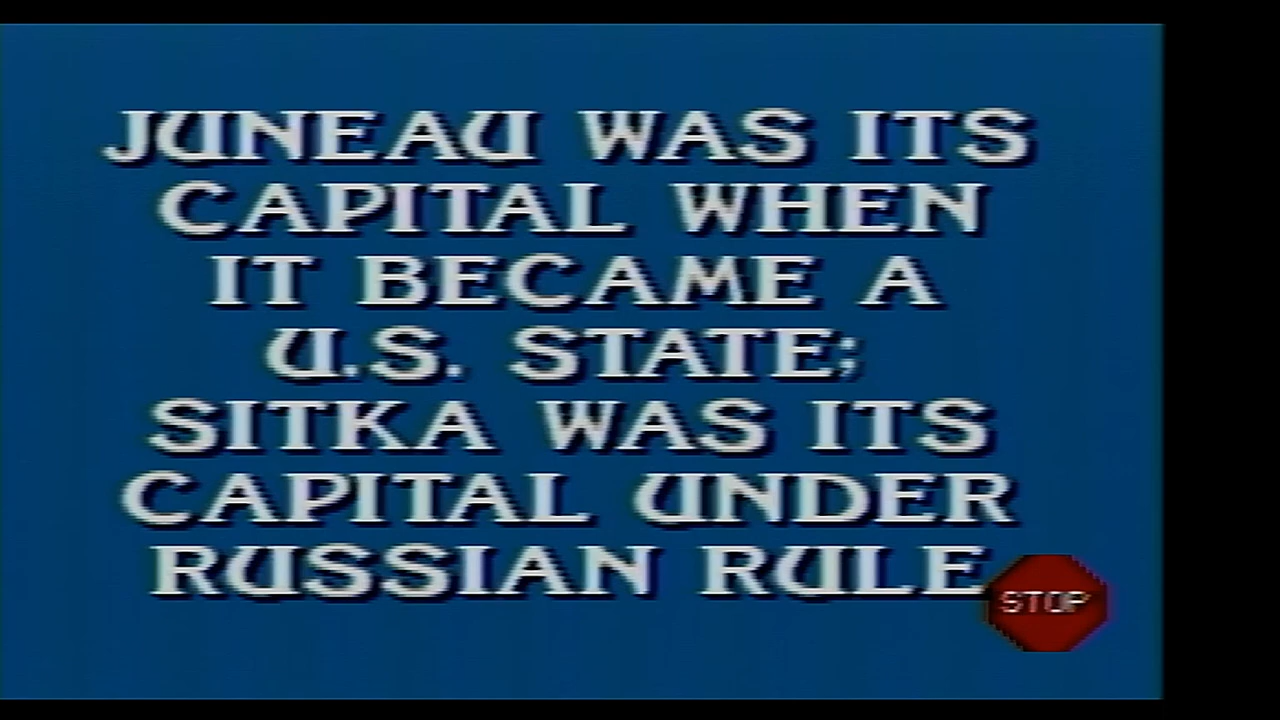 JUNEAU WAS ITS
CAPITAL WHEN
IT BECAME A
U.S. STATE;
SITKA WAS ITS
CAPITAL UNDER
RUSSIAN RULE
STOP